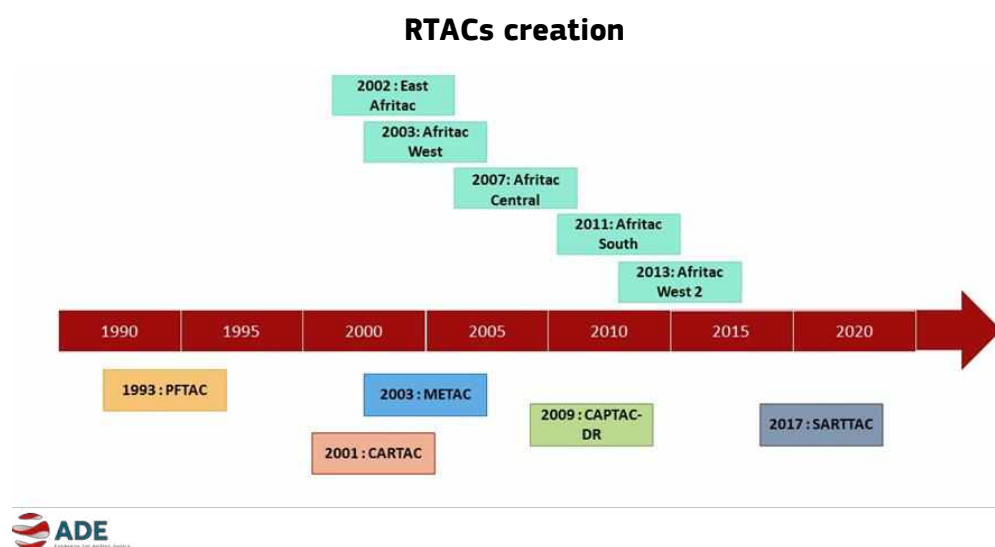 RTACs creation
2002 : East
Afritac
2003: Afritac
West
2007: Afritac
Central
2011: Afritac
South
2013: Afritac
West 2
1990 1995 2000 2005 2010 2015 2020
1993 : PFTAC
2003 : METAC
2001 : CARTAC
2009 : CAPTAC-
DR
2017 : SARTTAC
ADE